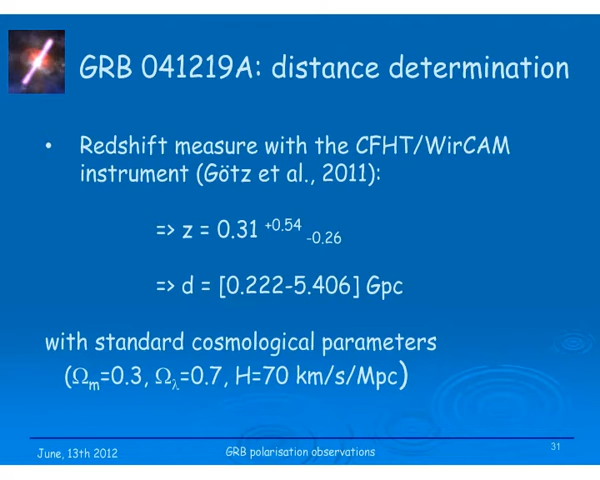 GRB 041219A: distance determination
• Redshift measure with the CFHT/WirCAM
instrument (Götz et al., 2011):
=> z = 0.31 +0.54 -0.26
=> d = [0.222-5.406] Gpc
with standard cosmological parameters
(Ωm=0.3, Ωλ=0.7, H=70 km/s/Mpc)
June, 13th 2012
GRB polarisation observations
31